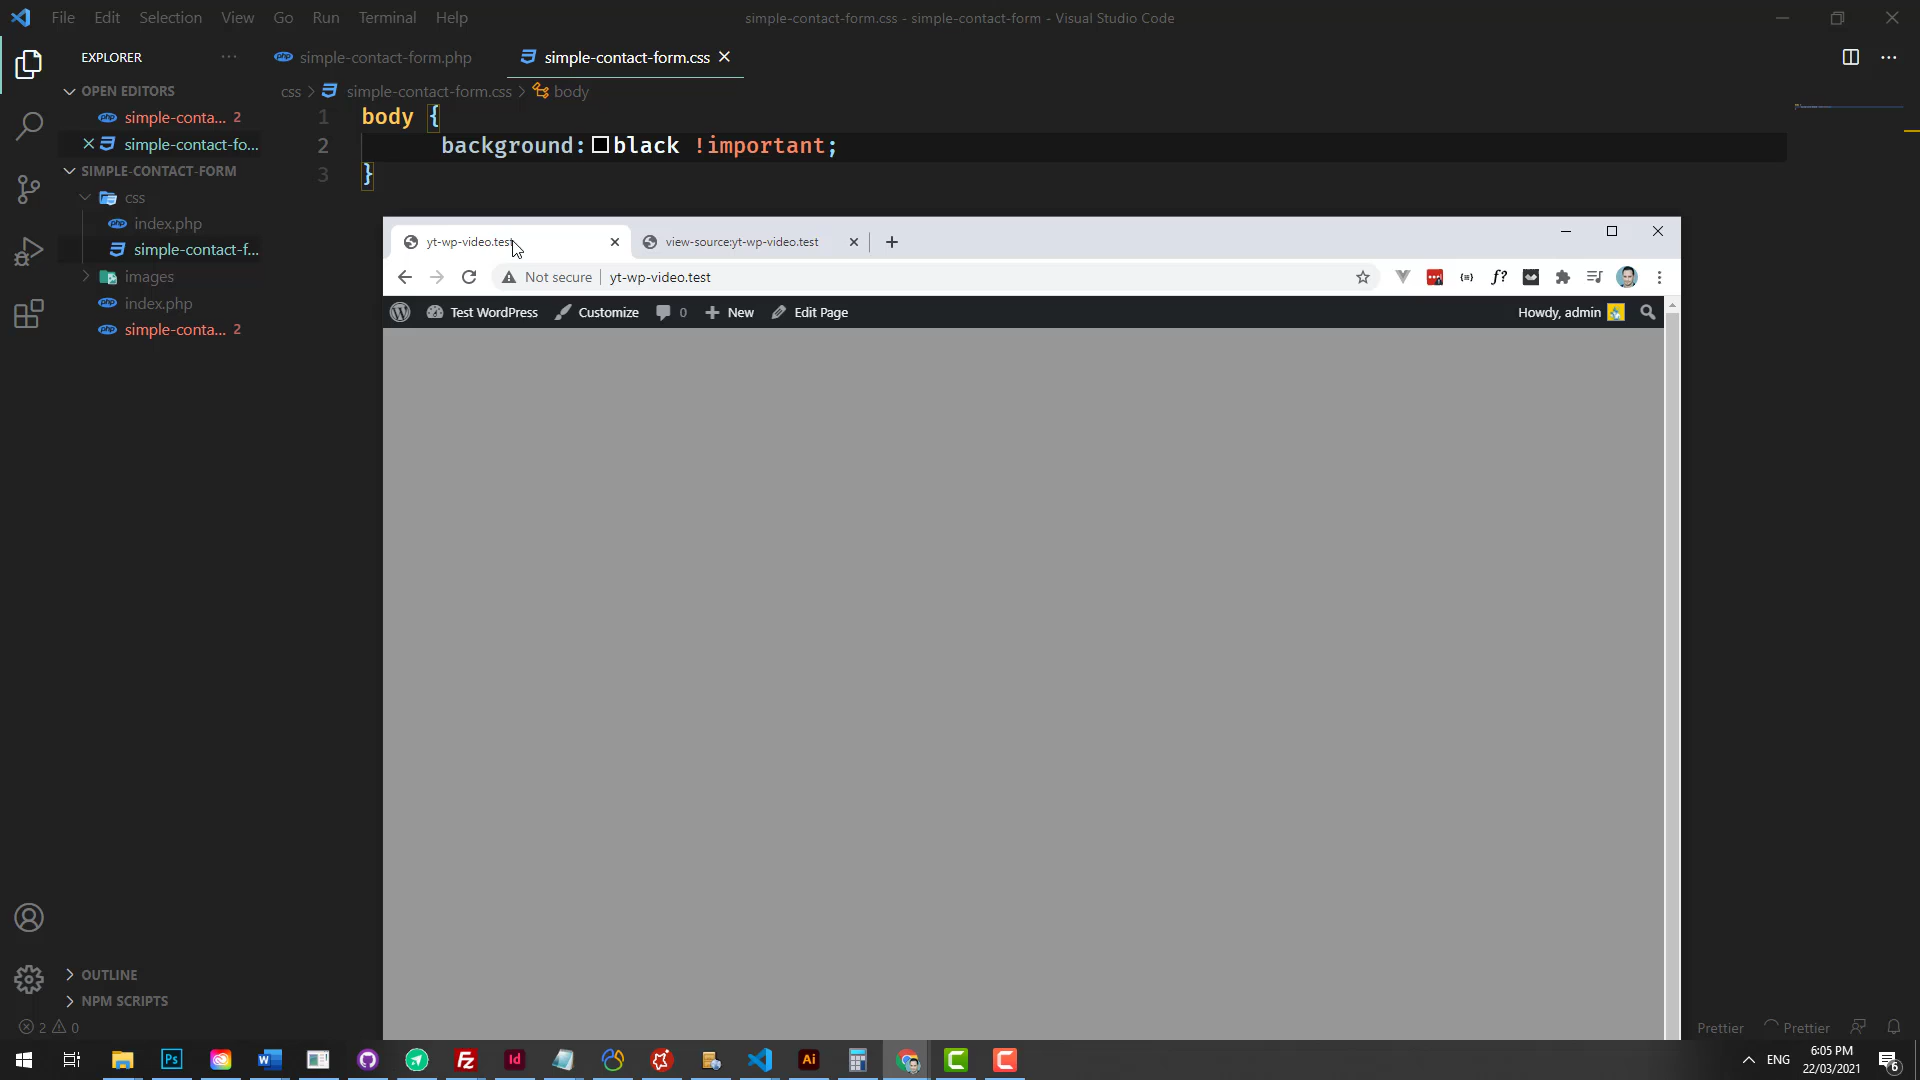 File Edit Selection View Go Run Terminal Help
simple-contact-form.css - simple-contact-form - Visual Studio Code
EXPLORER
simple-contact-form.php
simple-contact-form.css
OPEN EDITORS
css > simple-contact-form.css > body
simple-conta... 2
simple-contact-fo...
SIMPLE-CONTACT-FORM
css
index.php
simple-contact-f...
images
index.php
simple-conta... 2
1 body {
2 background: black !important;
3 }
yt-wp-video.test
view-source:yt-wp-video.test
Not secure yt-wp-video.test
Test WordPress Customize 0 New Edit Page
Howdy, admin
OUTLINE
NPM SCRIPTS
2 0
Prettier Prettier
Ps W Fz Id Ai
ENG
6:05 PM
22/03/2021
6